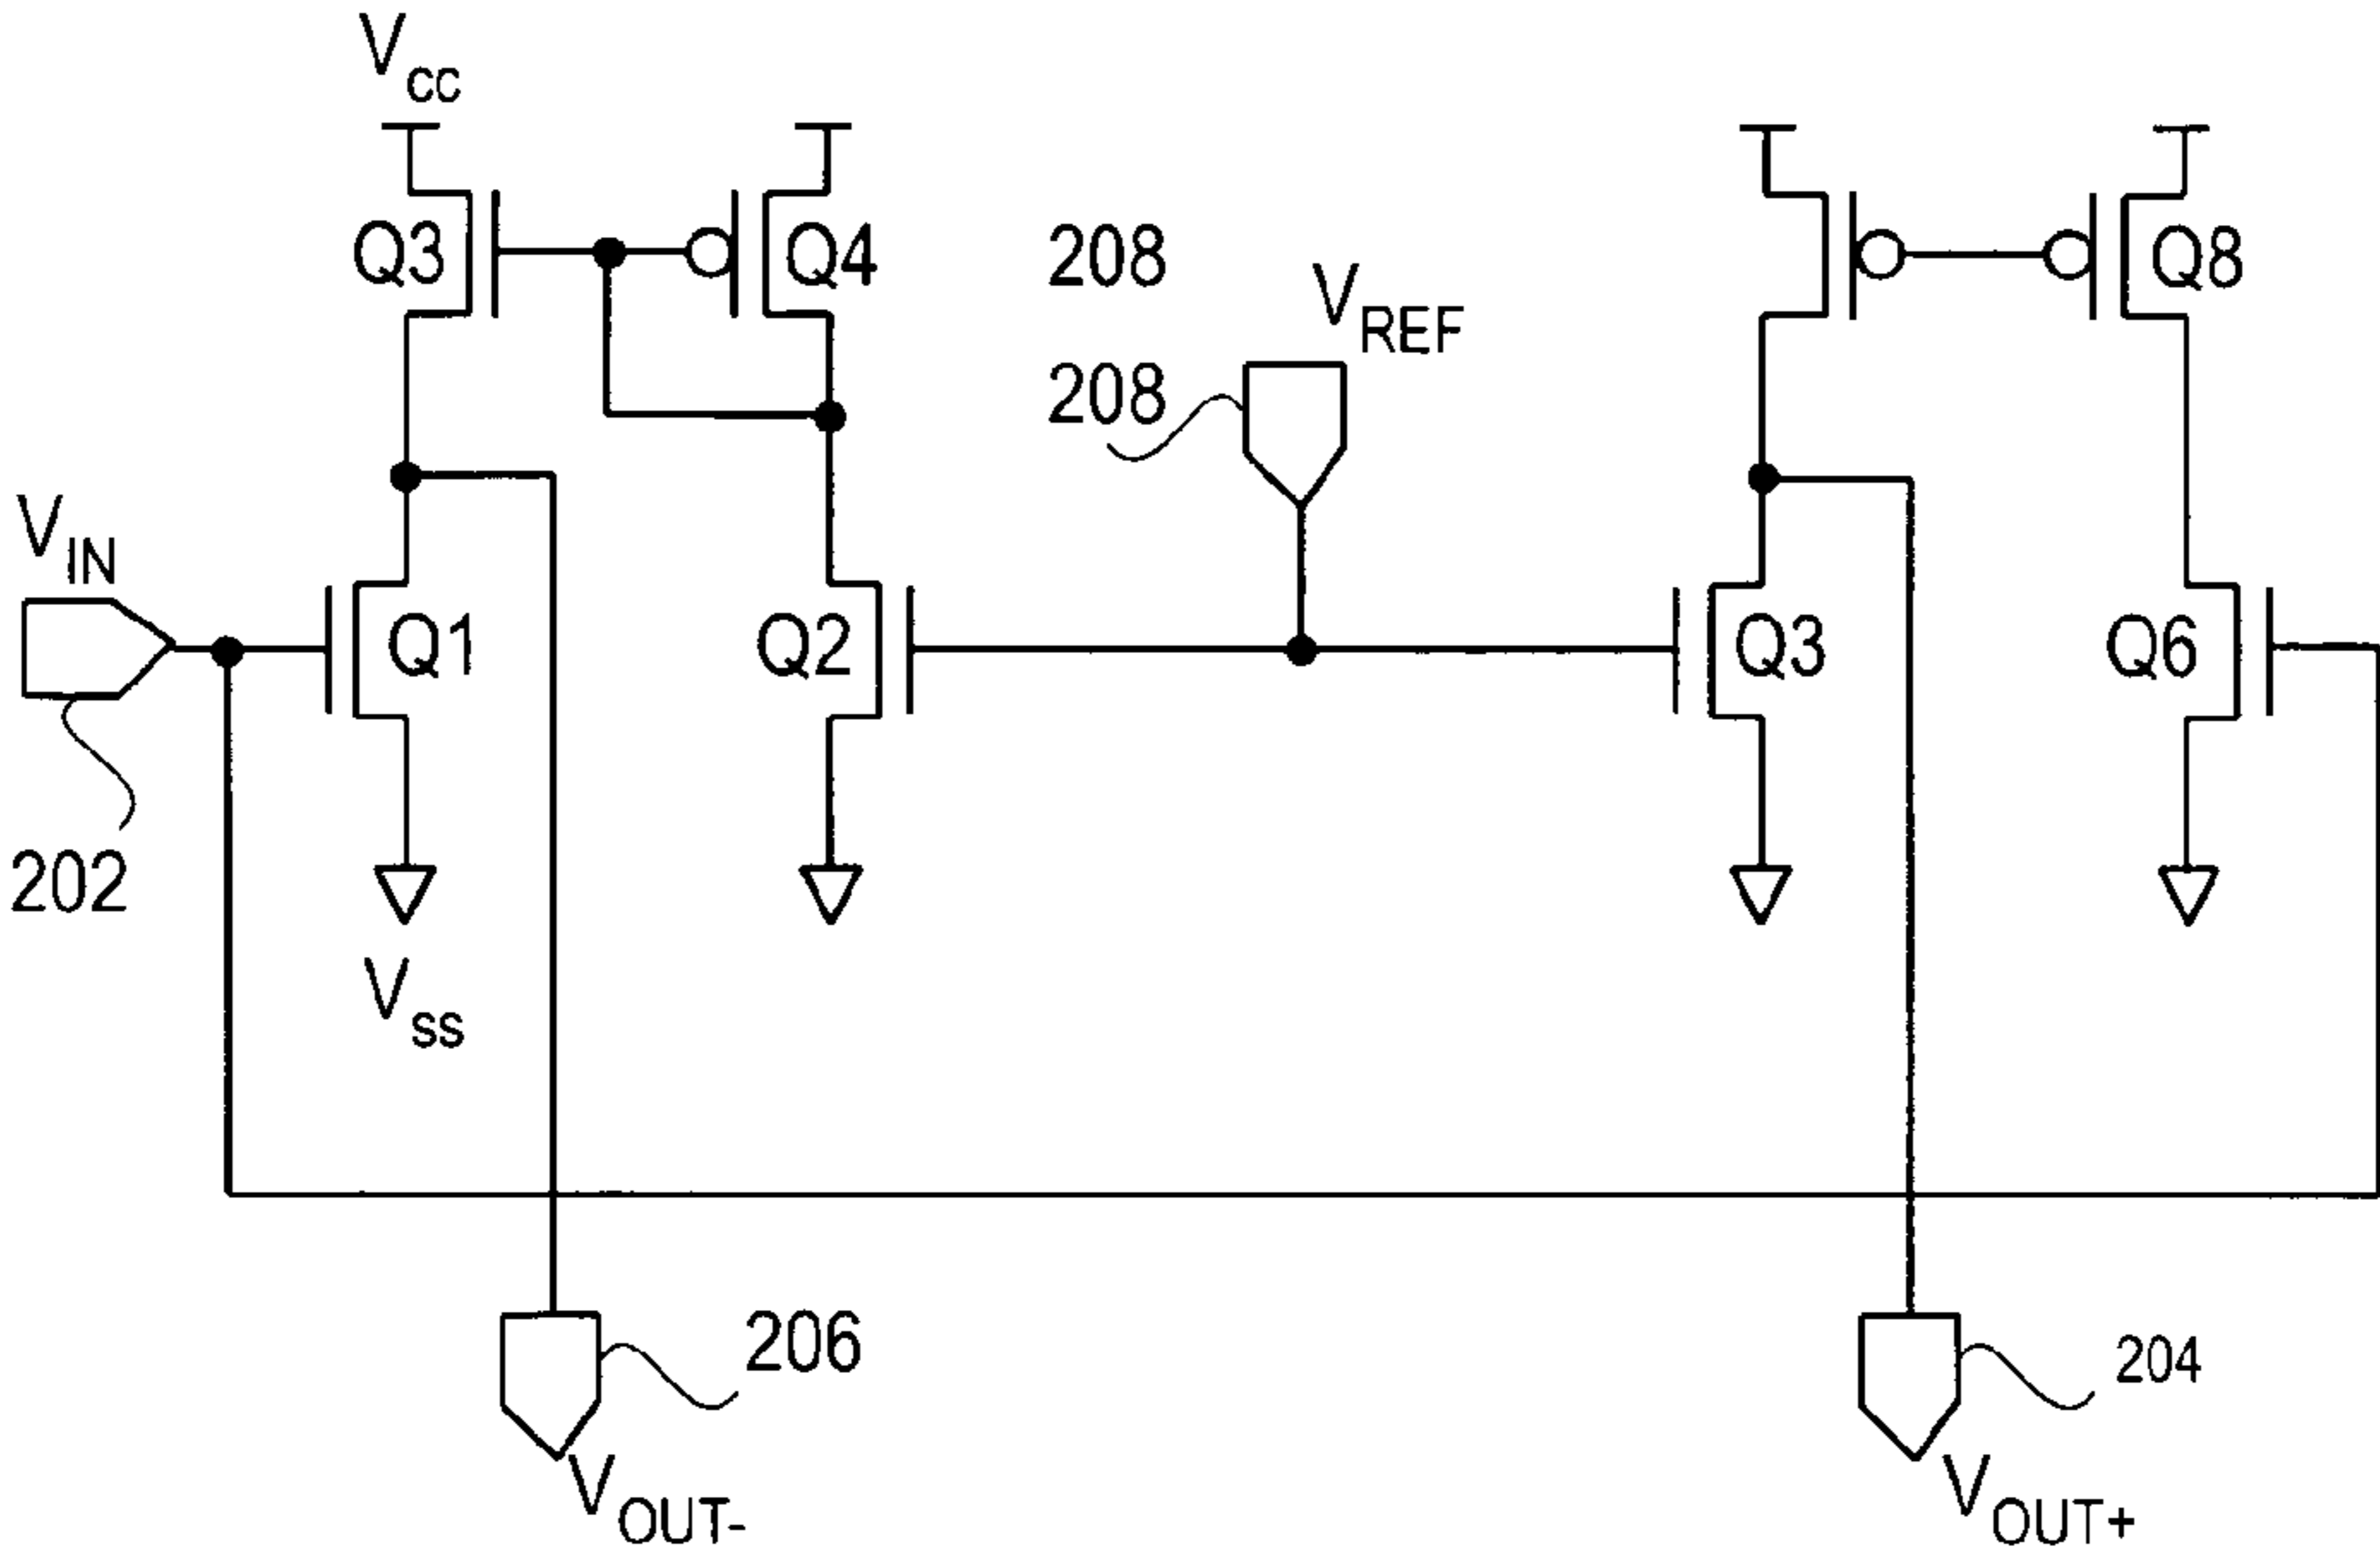 VCC
Q3
Q4
208
VREF
208
Q8
VIN
Q1
Q2
Q3
Q6
202
VSS
206
204
VOUT-
VOUT+